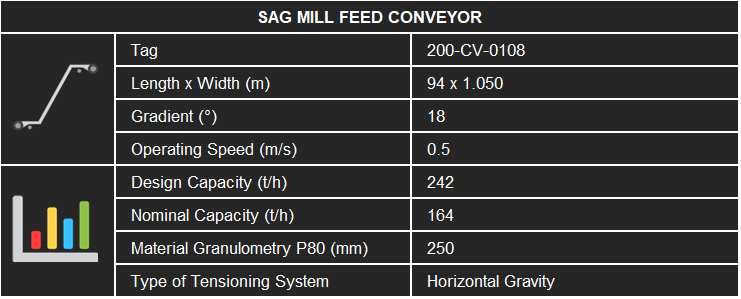 SAG MILL FEED CONVEYOR
Tag 200-CV-0108
Length x Width (m) 94 x 1.050
Gradient (°) 18
Operating Speed (m/s) 0.5
Design Capacity (t/h) 242
Nominal Capacity (t/h) 164
Material Granulometry P80 (mm) 250
Type of Tensioning System Horizontal Gravity